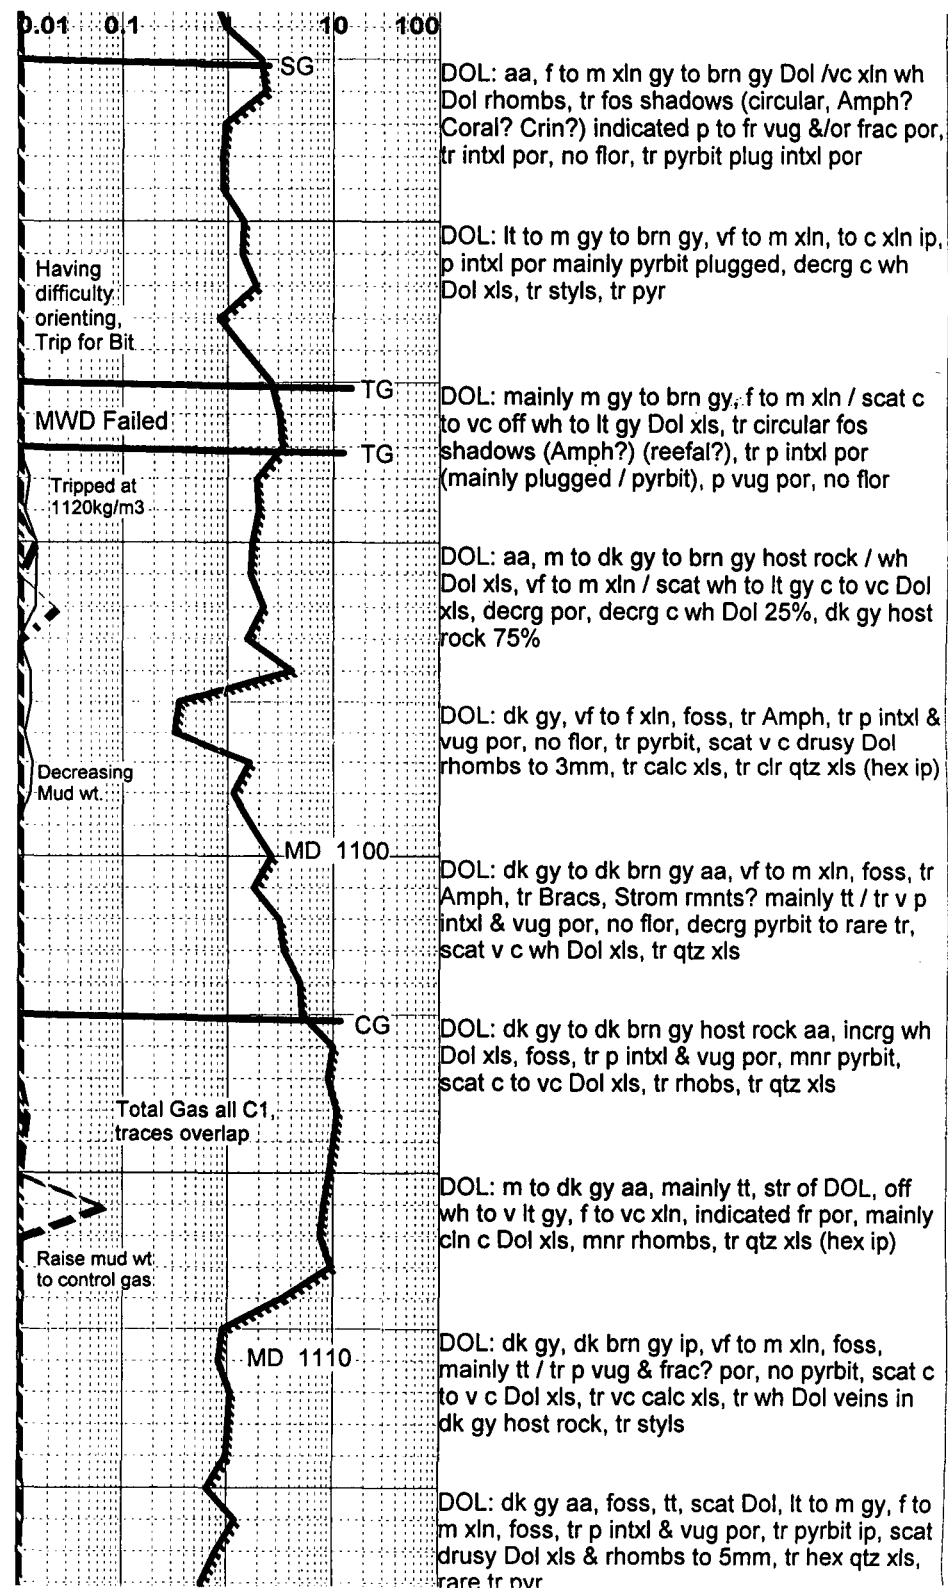 0.01 0.1 1 10 100
SG
DOL: aa, f to m xln gy to brn gy Dol /vc xln wh
Dol rhombs, tr fos shadows (circular, Amph?
Coral? Crin?) indicated p to fr vug &/or frac por,
tr intxl por, no flor, tr pyrbit plug intxl por
DOL: lt to m gy to brn gy, vf to m xln, to c xln ip,
p intxl por mainly pyrbit plugged, decrg c wh
Dol xls, tr styls, tr pyr
Having
difficulty
orienting,
Trip for Bit
TG
MWD Failed
TG
DOL: mainly m gy to brn gy, f to m xln / scat c
to vc off wh to lt gy Dol xls, tr circular fos
shadows (Amph?) (reefal?), tr p intxl por
(mainly plugged / pyrbit), p vug por, no flor
Tripped at
1120kg/m3
DOL: aa, m to dk gy to brn gy host rock / wh
Dol xls, vf to m xln / scat wh to lt gy c to vc Dol
xls, decrg por, decrg c wh Dol 25%, dk gy host
rock 75%
DOL: dk gy, vf to f xln, foss, tr Amph, tr p intxl &
vug por, no flor, tr pyrbit, scat v c drusy Dol
rhombs to 3mm, tr calc xls, tr clr qtz xls (hex ip)
Decreasing
Mud wt.
MD 1100
DOL: dk gy to dk brn gy aa, vf to m xln, foss, tr
Amph, tr Bracs, Strom rmnts? mainly tt / tr v p
intxl & vug por, no flor, decrg pyrbit to rare tr,
scat v c wh Dol xls, tr qtz xls
CG
DOL: dk gy to dk brn gy host rock aa, incrg wh
Dol xls, foss, tr p intxl & vug por, mnr pyrbit,
scat c to vc Dol xls, tr rhobs, tr qtz xls
Total Gas all C1,
traces overlap
DOL: m to dk gy aa, mainly tt, str of DOL, off
wh to v lt gy, f to vc xln, indicated fr por, mainly
cln c Dol xls, mnr rhombs, tr qtz xls (hex ip)
Raise mud wt
to control gas
MD 1110
DOL: dk gy, dk brn gy ip, vf to m xln, foss,
mainly tt / tr p vug & frac? por, no pyrbit, scat c
to v c Dol xls, tr vc calc xls, tr wh Dol veins in
dk gy host rock, tr styls
DOL: dk gy aa, foss, tt, scat Dol, lt to m gy, f to
m xln, foss, tr p intxl & vug por, tr pyrbit ip, scat
drusy Dol xls & rhombs to 5mm, tr hex qtz xls,
rare tr pyr